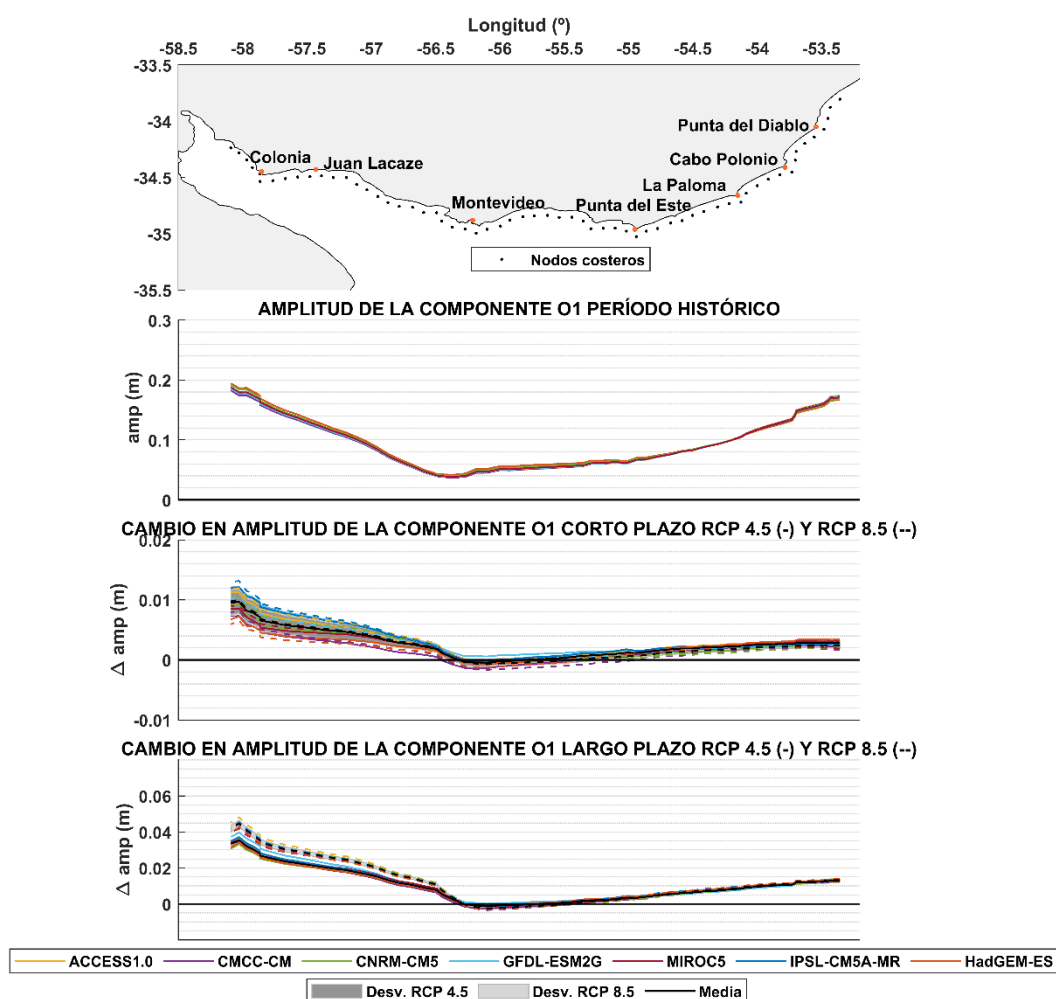 Longitud (º)
-58.5 -58 -57.5 -57 -56.5 -56 -55.5 -55 -54.5 -54 -53.5
-33.5
-34
-34.5
-35
-35.5
Punta del Diablo
Cabo Polonio
Colonia
Juan Lacaze
La Paloma
Montevideo
Punta del Este
Nodos costeros
AMPLITUD DE LA COMPONENTE O1 PERÍODO HISTÓRICO
0.3
0.2
0.1
0
amp (m)
CAMBIO EN AMPLITUD DE LA COMPONENTE O1 CORTO PLAZO RCP 4.5 (-) Y RCP 8.5 (--)
0.02
0.01
0
-0.01
Δ amp (m)
CAMBIO EN AMPLITUD DE LA COMPONENTE O1 LARGO PLAZO RCP 4.5 (-) Y RCP 8.5 (--)
0.06
0.04
0.02
0
Δ amp (m)
ACCESS1.0 CMCC-CM CNRM-CM5 GFDL-ESM2G MIROC5 IPSL-CM5A-MR HadGEM-ES
Desv. RCP 4.5 Desv. RCP 8.5 Media